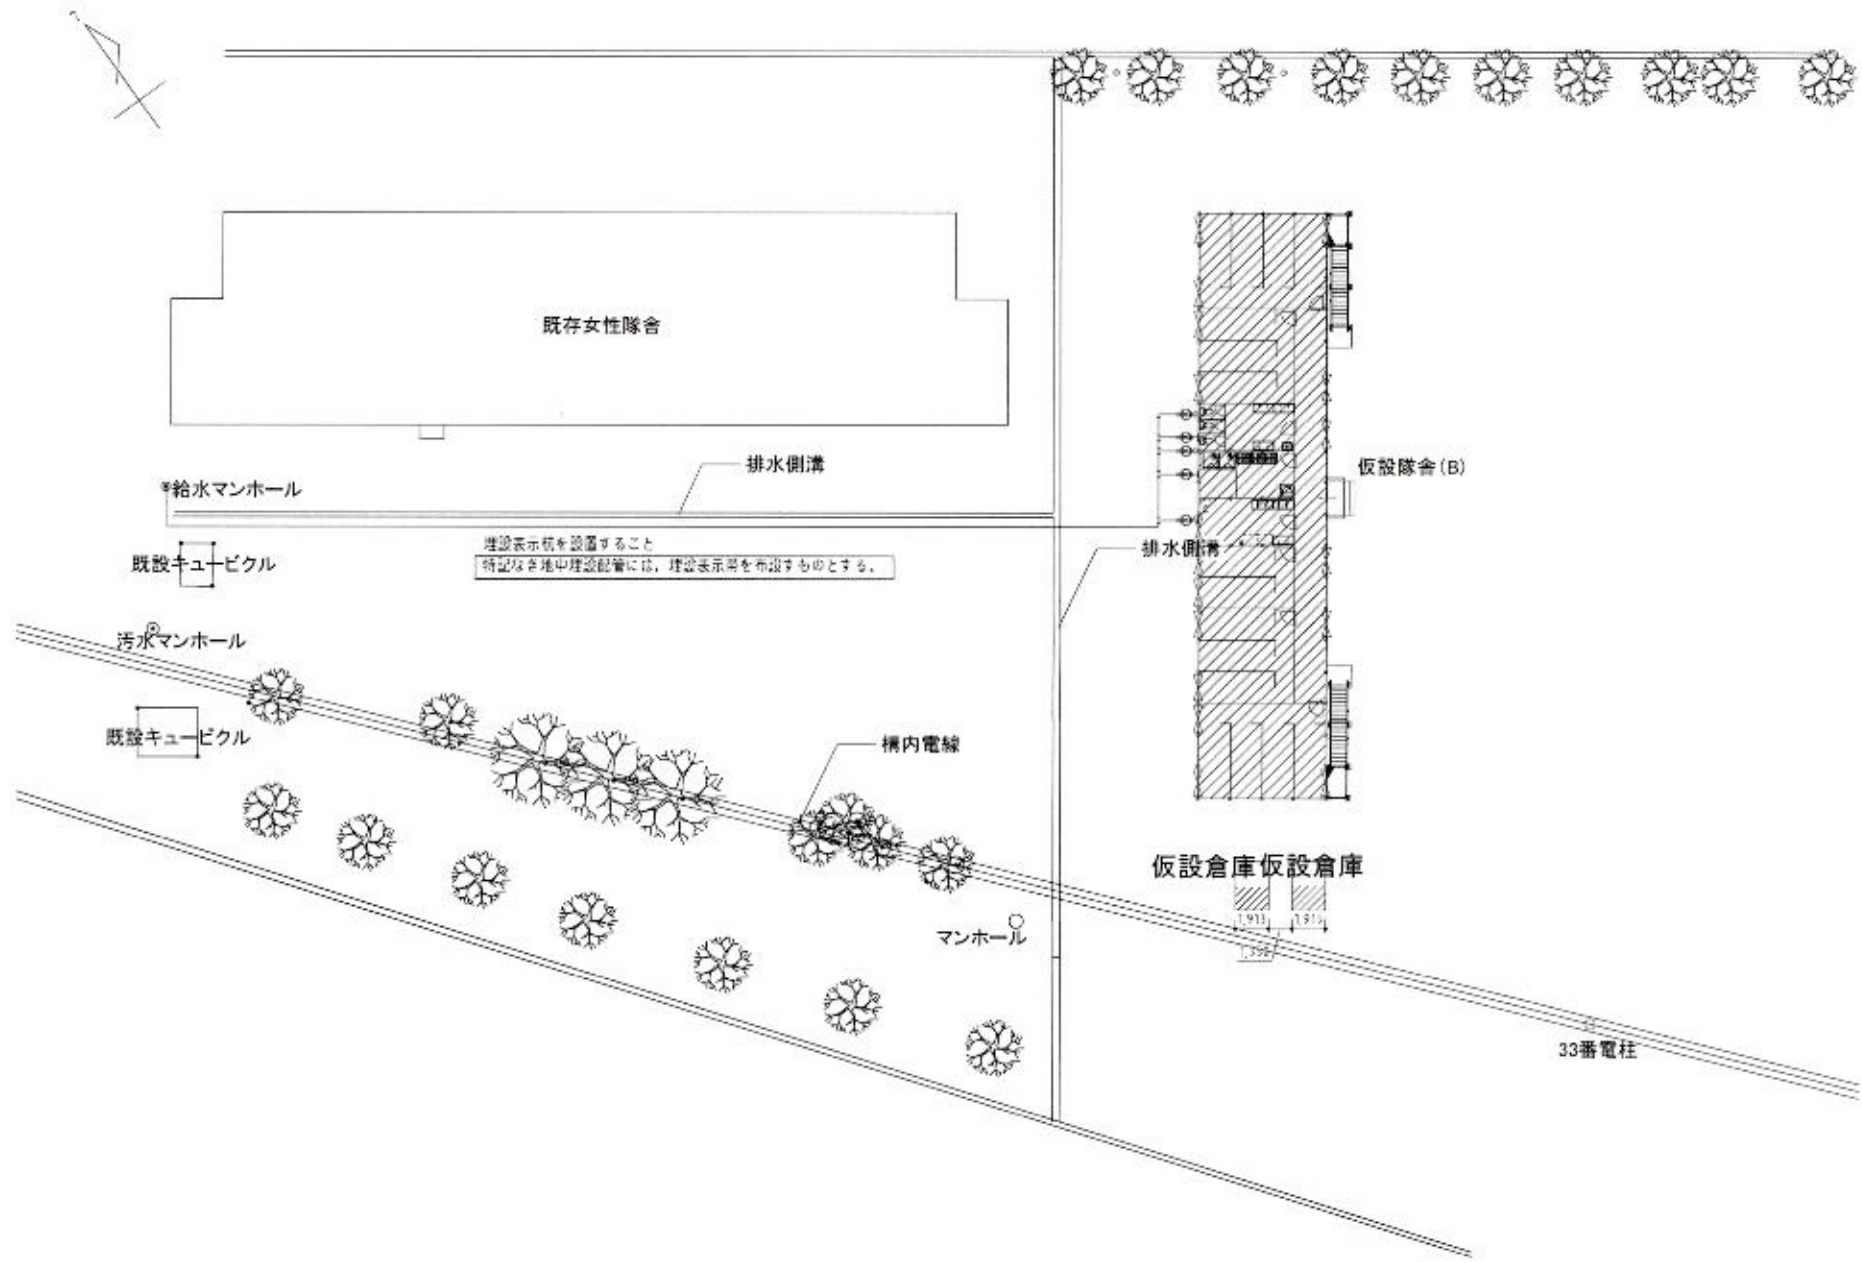 既存女性隊舎
排水側溝
仮設隊舎(B)
給水マンホール
埋設表示杭を設置すること
特記なき地中埋設配管には，埋設表示帯を布設するものとする．
排水側溝
既設キュービクル
汚水マンホール
既設キュービクル
構内電線
仮設倉庫 仮設倉庫
マンホール
33番電柱